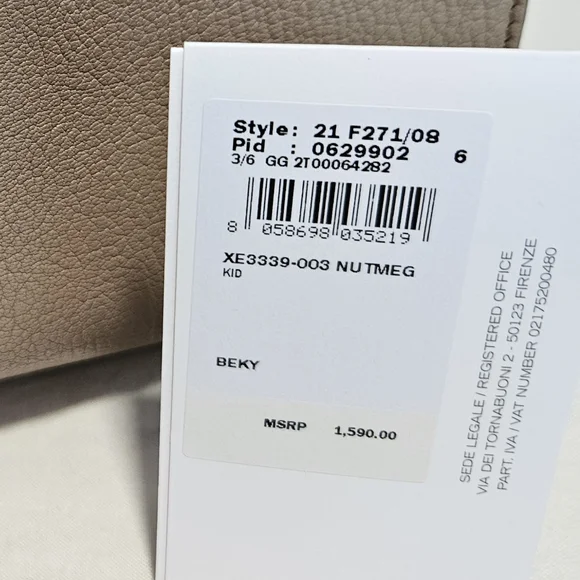 Style: 21 F271/08
Pid : 0629902 6
3/6 GG 2T00064282
8 058698 035219
XE3339-003 NUTMEG
KID
BEKY
MSRP 1,590.00
SEDE LEGALE / REGISTERED OFFICE
VIA DEI TORNABUONI 2 - 50123 FIRENZE
PART. IVA / VAT NUMBER 02175200480